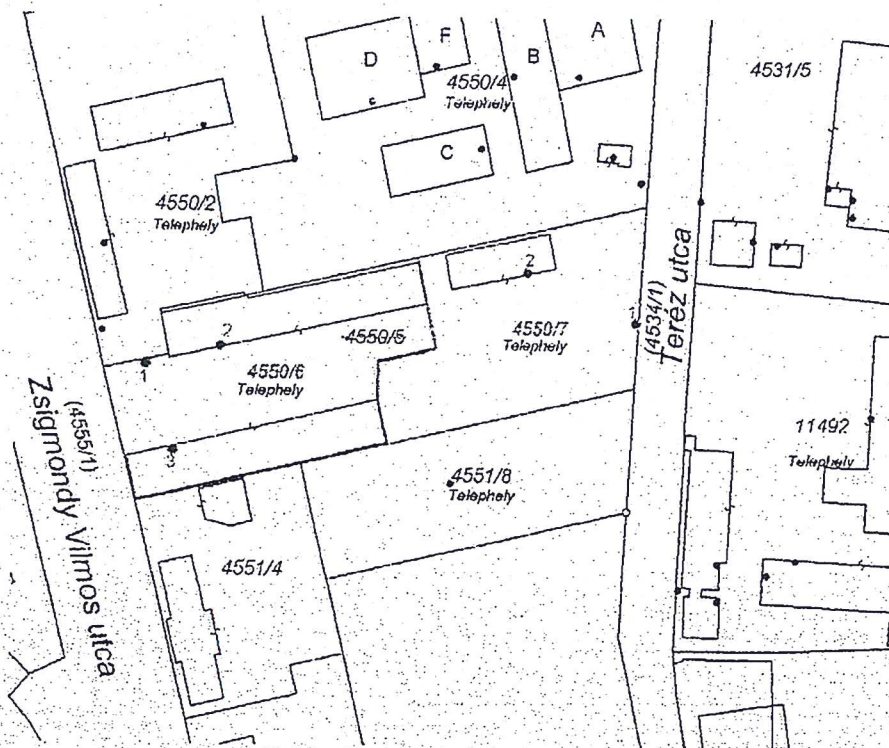 D
F
B
A
C
4550/4
Telephely
4531/5
4550/2
Telephely
(4534/1)
Teréz utca
2
1
2
4550/5
4550/7
Telephely
1
4550/6
Telephely
3
(4555/1)
Zsigmondy Vilmos utca
4551/8
Telephely
11492
Telephely
4551/4